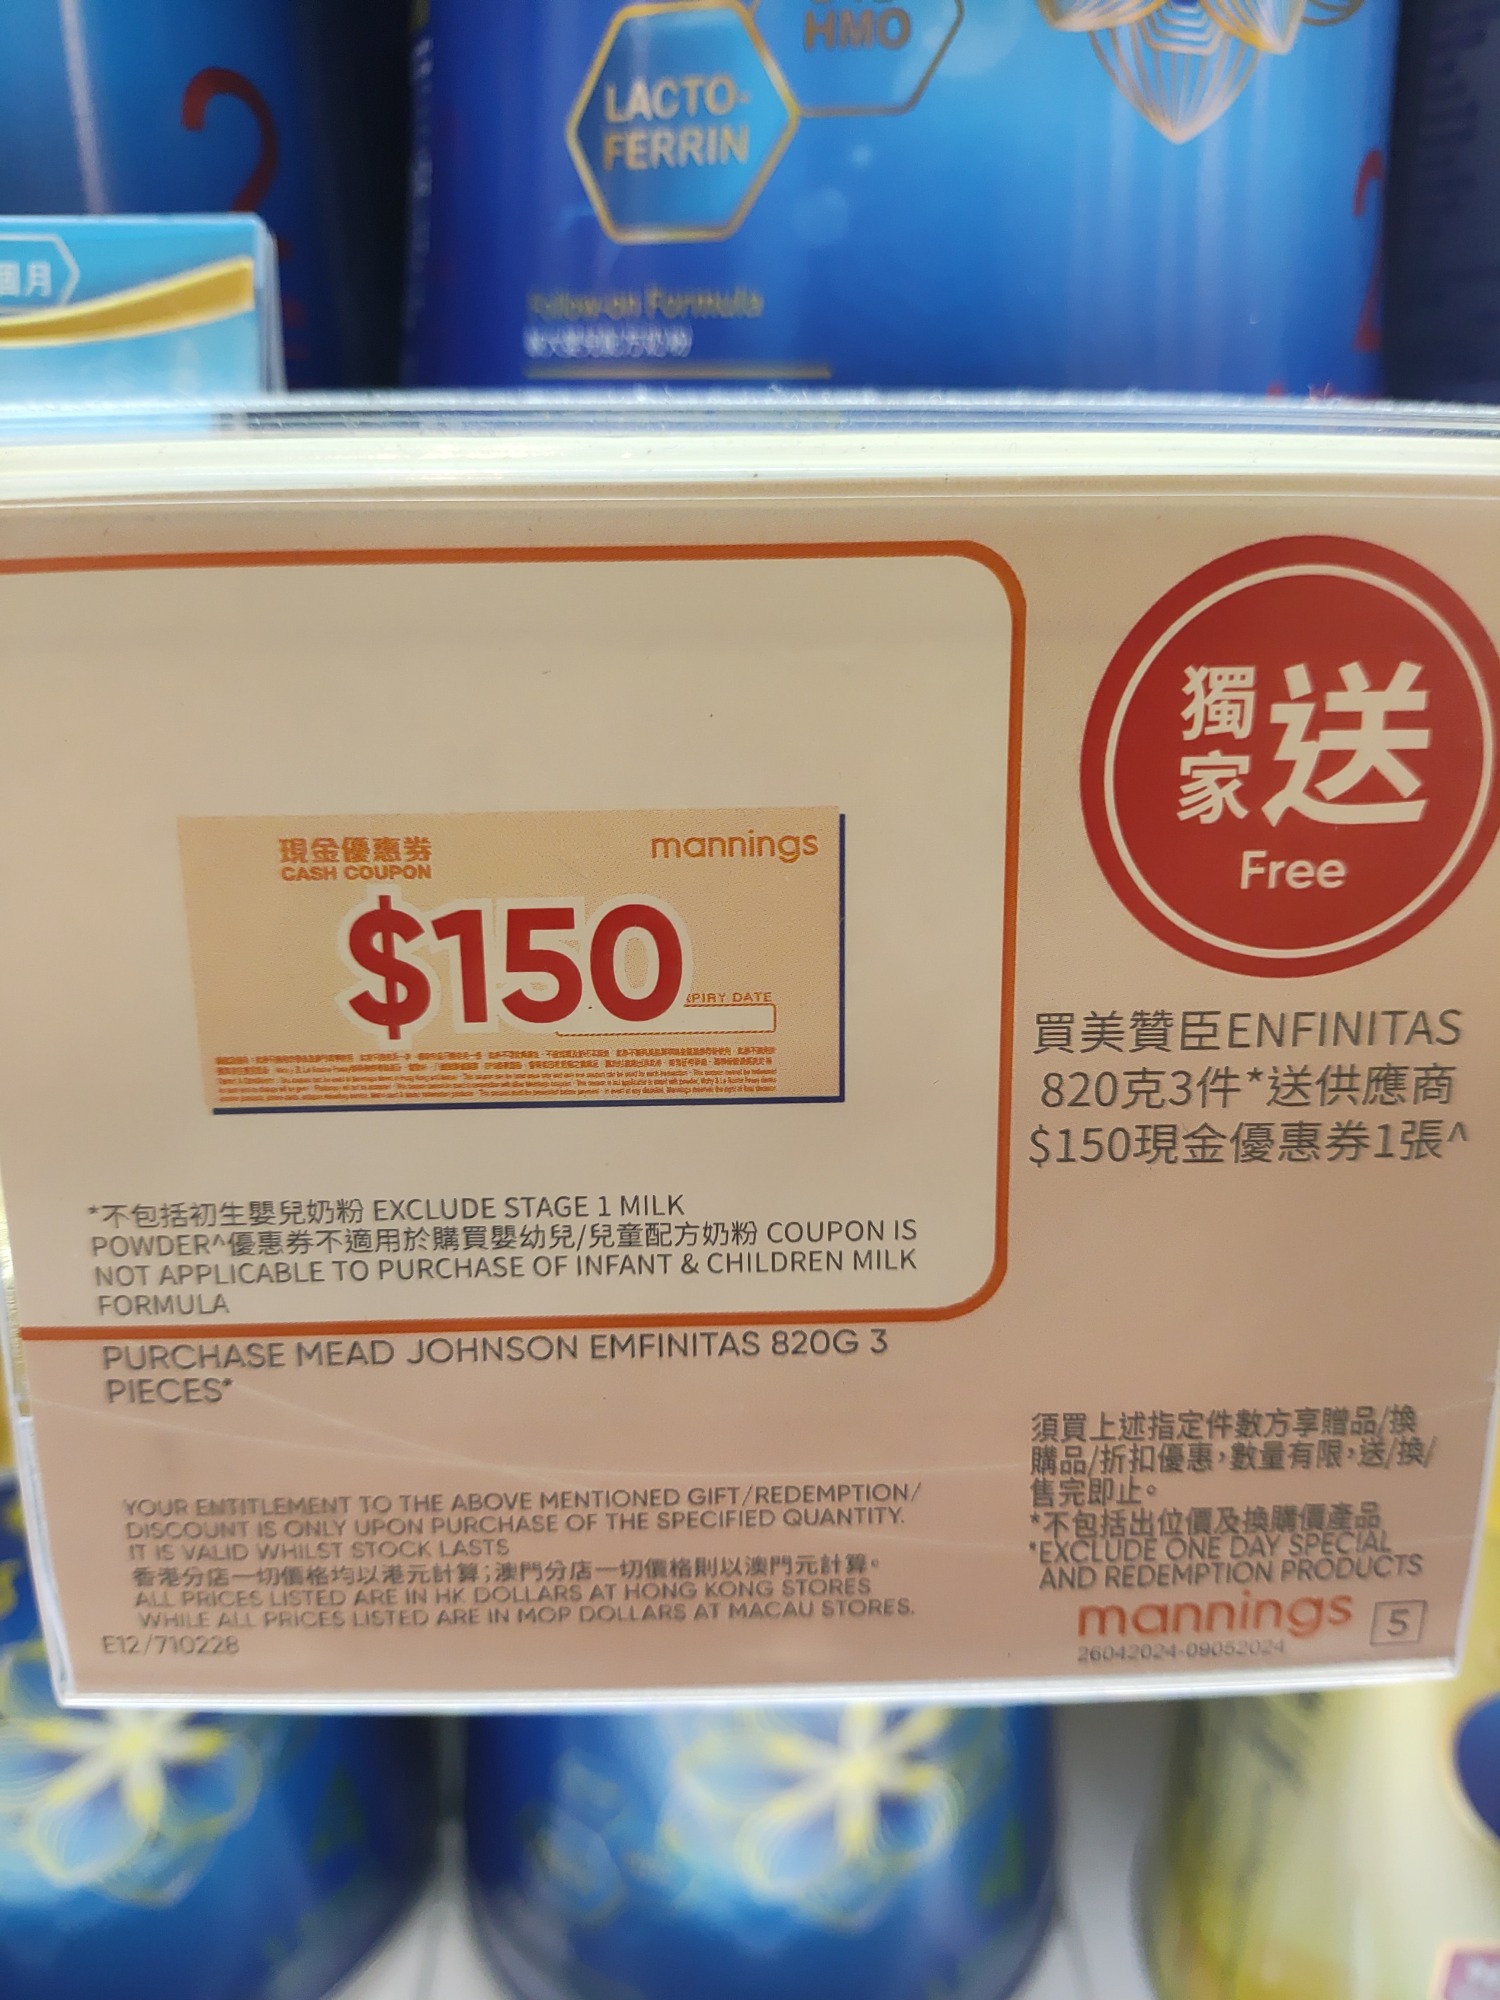 HMO
LACTO-
FERRIN
2
個月
Follow-on Formula
獨家
送
Free
現金優惠券
CASH COUPON
mannings
$150
PIRY DATE
買美贊臣ENFINITAS
820克3件*送供應商
$150現金優惠券1張^
*不包括初生嬰兒奶粉 EXCLUDE STAGE 1 MILK
POWDER^優惠券不適用於購買嬰幼兒/兒童配方奶粉 COUPON IS
NOT APPLICABLE TO PURCHASE OF INFANT & CHILDREN MILK
FORMULA
PURCHASE MEAD JOHNSON EMFINITAS 820G 3
PIECES*
須買上述指定件數方享贈品/換
購品/折扣優惠，數量有限，送/換/
售完即止。
*不包括出位價及換購價產品
*EXCLUDE ONE DAY SPECIAL
AND REDEMPTION PRODUCTS
YOUR ENTITLEMENT TO THE ABOVE MENTIONED GIFT/REDEMPTION/
DISCOUNT IS ONLY UPON PURCHASE OF THE SPECIFIED QUANTITY.
IT IS VALID WHILST STOCK LASTS
香港分店一切價格均以港元計算；澳門分店一切價格則以澳門元計算。
ALL PRICES LISTED ARE IN HK DOLLARS AT HONG KONG STORES
WHILE ALL PRICES LISTED ARE IN MOP DOLLARS AT MACAU STORES.
E12/710228
mannings 5
26042024-09052024